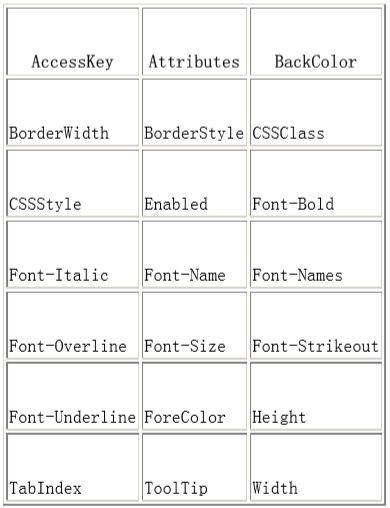 AccessKey Attributes BackColor
BorderWidth BorderStyle CSSClass
CSSStyle Enabled Font-Bold
Font-Italic Font-Name Font-Names
Font-Overline Font-Size Font-Strikeout
Font-Underline ForeColor Height
TabIndex ToolTip Width